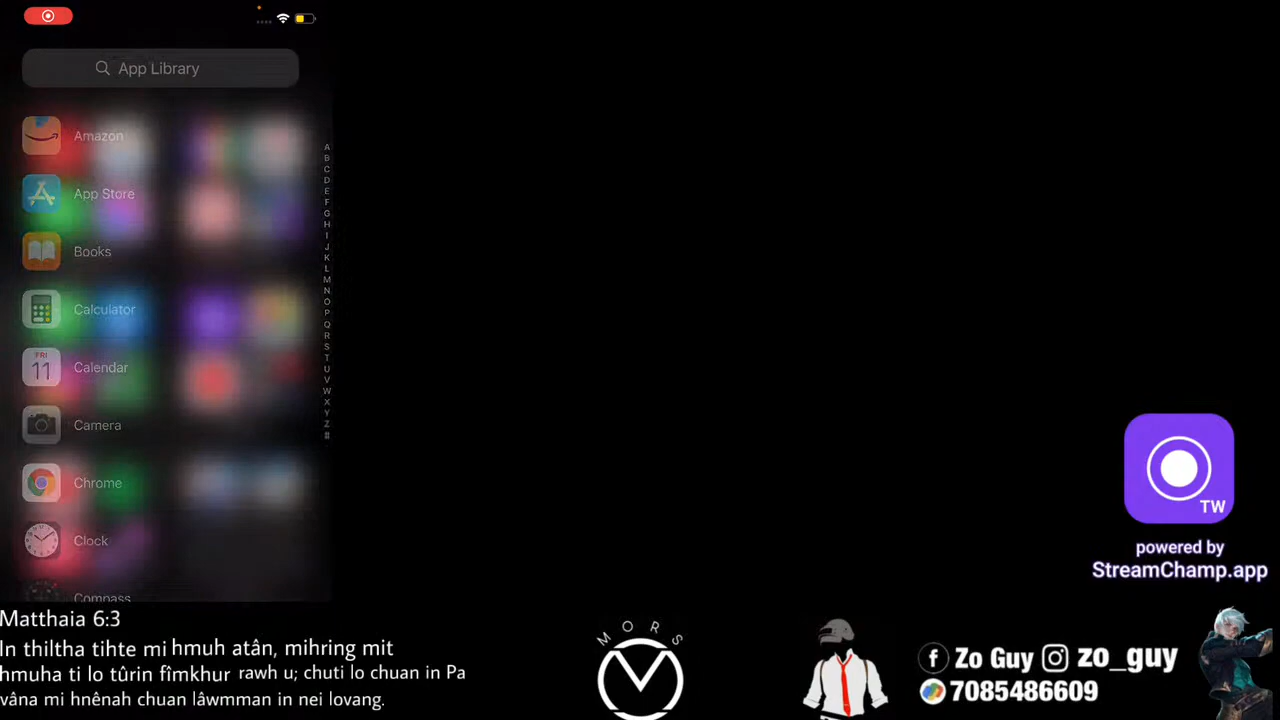 App Library
Amazon
App Store
Books
Calculator
FRI
11
Calendar
Camera
Chrome
Clock
Compass
A
B
C
D
E
F
G
H
I
J
K
L
M
N
O
P
Q
R
S
T
U
V
W
X
Y
Z
#
TW
powered by
StreamChamp.app
Matthaia 6:3
In thiltha tihte mi hmuh atân, mihring mit
hmuha ti lo tûrin fîmkhur rawh u; chuti lo chuan in Pa
vâna mi hnênah chuan lâwmman in nei lovang.
MORS
Zo Guy zo_guy
7085486609